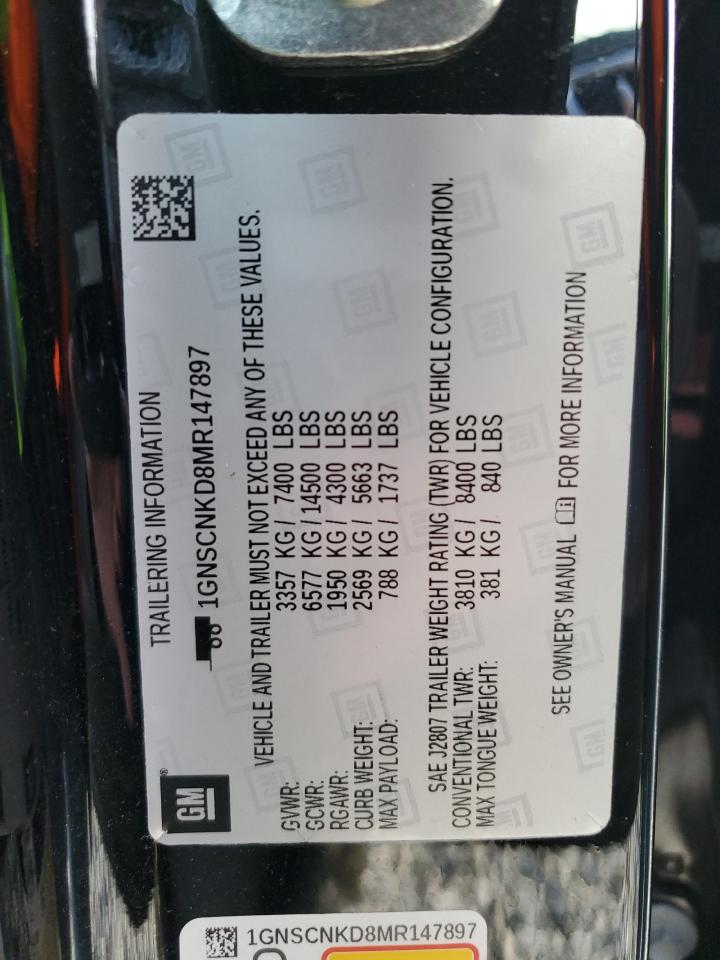 TRAILERING INFORMATION
1GNSCNKD8MR147897
GM®
VEHICLE AND TRAILER MUST NOT EXCEED ANY OF THESE VALUES.
GVWR: 3357 KG / 7400 LBS
GCWR: 6577 KG / 14500 LBS
RGAWR: 1950 KG / 4300 LBS
CURB WEIGHT: 2569 KG / 5663 LBS
MAX PAYLOAD: 788 KG / 1737 LBS
SAE J2807 TRAILER WEIGHT RATING (TWR) FOR VEHICLE CONFIGURATION.
CONVENTIONAL TWR: 3810 KG / 8400 LBS
MAX TONGUE WEIGHT: 381 KG / 840 LBS
SEE OWNER'S MANUAL FOR MORE INFORMATION
1GNSCNKD8MR147897